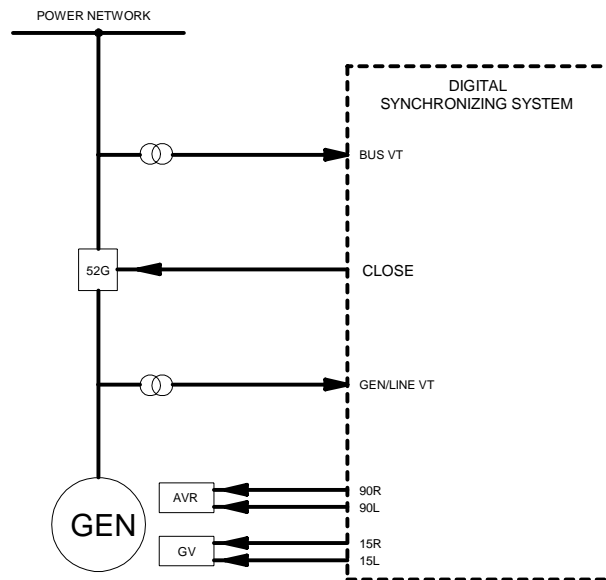 POWER NETWORK
DIGITAL
SYNCHRONIZING SYSTEM
BUS VT
52G
CLOSE
GEN/LINE VT
GEN
AVR
90R
90L
GV
15R
15L